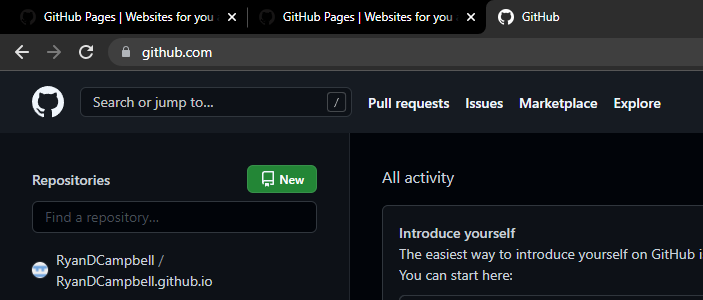 GitHub Pages | Websites for you
GitHub Pages | Websites for you
GitHub
github.com
Search or jump to...
/
Pull requests
Issues
Marketplace
Explore
Repositories
New
All activity
Find a repository...
Introduce yourself
The easiest way to introduce yourself on GitHub i
You can start here:
RyanDCampbell /
RyanDCampbell.github.io